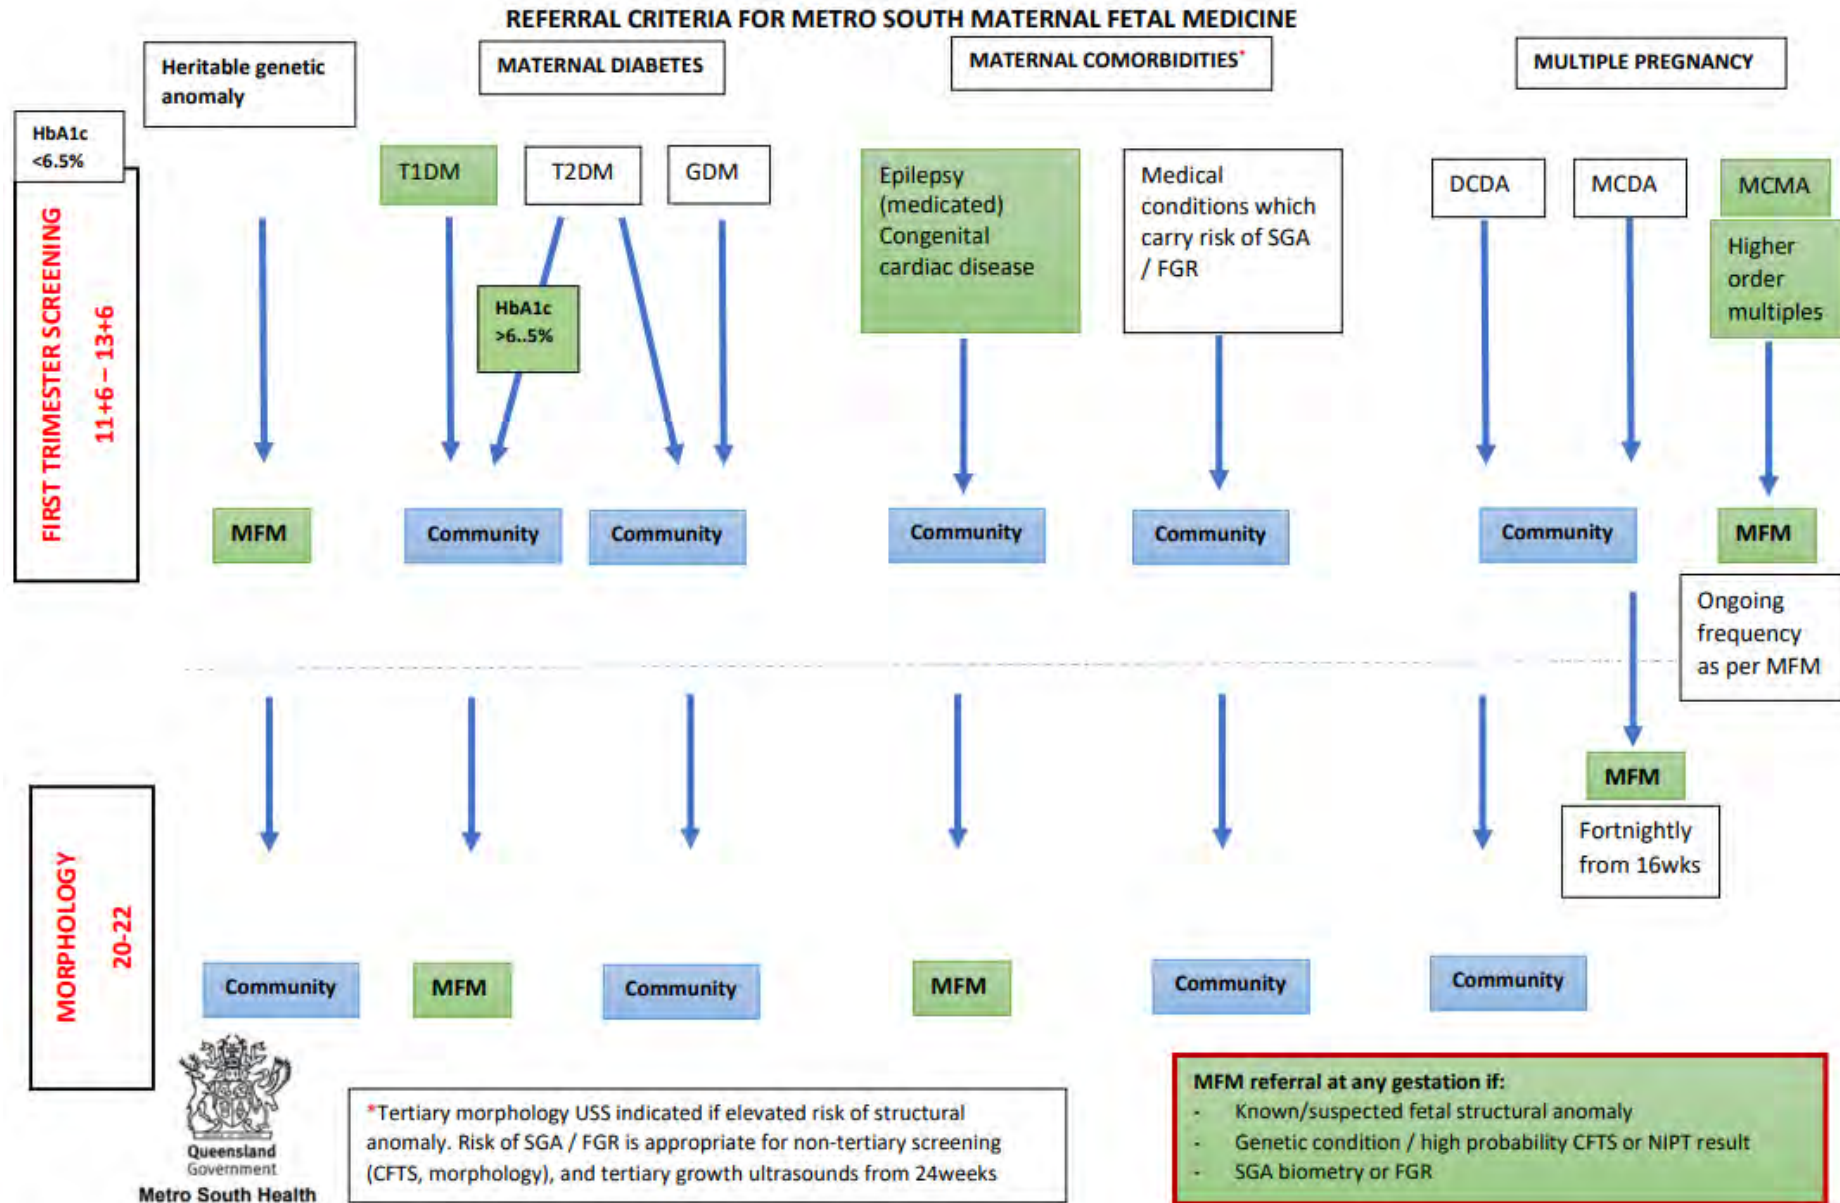 REFERRAL CRITERIA FOR METRO SOUTH MATERNAL FETAL MEDICINE
Heritable genetic
anomaly
MATERNAL DIABETES
MATERNAL COMORBIDITIES*
MULTIPLE PREGNANCY
HbA1c
<6.5%
FIRST TRIMESTER SCREENING
11+6 – 13+6
T1DM
T2DM
GDM
HbA1c
>6..5%
Epilepsy
(medicated)
Congenital
cardiac disease
Medical
conditions which
carry risk of SGA
/ FGR
DCDA
MCDA
MCMA
Higher
order
multiples
MFM
Community
Community
Community
Community
Community
MFM
Ongoing
frequency
as per MFM
MFM
Fortnightly
from 16wks
MORPHOLOGY
20-22
Community
MFM
Community
MFM
Community
Community
Queensland
Government
Metro South Health
*Tertiary morphology USS indicated if elevated risk of structural
anomaly. Risk of SGA / FGR is appropriate for non-tertiary screening
(CFTS, morphology), and tertiary growth ultrasounds from 24weeks
MFM referral at any gestation if:
- Known/suspected fetal structural anomaly
- Genetic condition / high probability CFTS or NIPT result
- SGA biometry or FGR